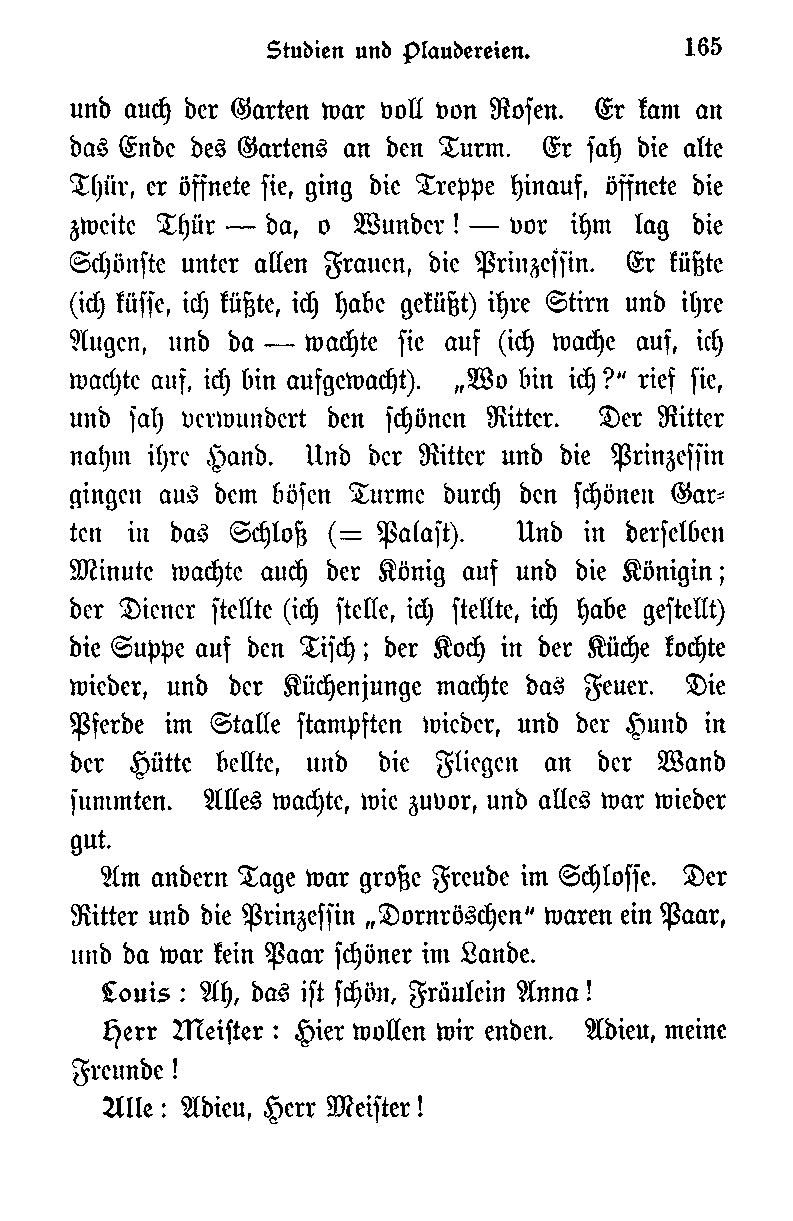 Studien und Plaudereien. 165
und auch der Garten war voll von Rosen. Er kam an
das Ende des Gartens an den Turm. Er sah die alte
Thür, er öffnete sie, ging die Treppe hinauf, öffnete die
zweite Thür — da, o Wunder! — vor ihm lag die
Schönste unter allen Frauen, die Prinzessin. Er küßte
(ich küsse, ich küßte, ich habe geküßt) ihre Stirn und ihre
Augen, und da — wachte sie auf (ich wache auf, ich
wachte auf, ich bin aufgewacht). „Wo bin ich?“ rief sie,
und sah verwundert den schönen Ritter. Der Ritter
nahm ihre Hand. Und der Ritter und die Prinzessin
gingen aus dem bösen Turme durch den schönen Gar-
ten in das Schloß (= Palast). Und in derselben
Minute wachte auch der König auf und die Königin;
der Diener stellte (ich stelle, ich stellte, ich habe gestellt)
die Suppe auf den Tisch; der Koch in der Küche kochte
wieder, und der Küchenjunge machte das Feuer. Die
Pferde im Stalle stampften wieder, und der Hund in
der Hütte bellte, und die Fliegen an der Wand
summten. Alles wachte, wie zuvor, und alles war wieder
gut.
Am andern Tage war große Freude im Schlosse. Der
Ritter und die Prinzessin „Dornröschen“ waren ein Paar,
und da war kein Paar schöner im Lande.
Louis: Ah, das ist schön, Fräulein Anna!
Herr Meister: Hier wollen wir enden. Adieu, meine
Freunde!
Alle: Adieu, Herr Meister!